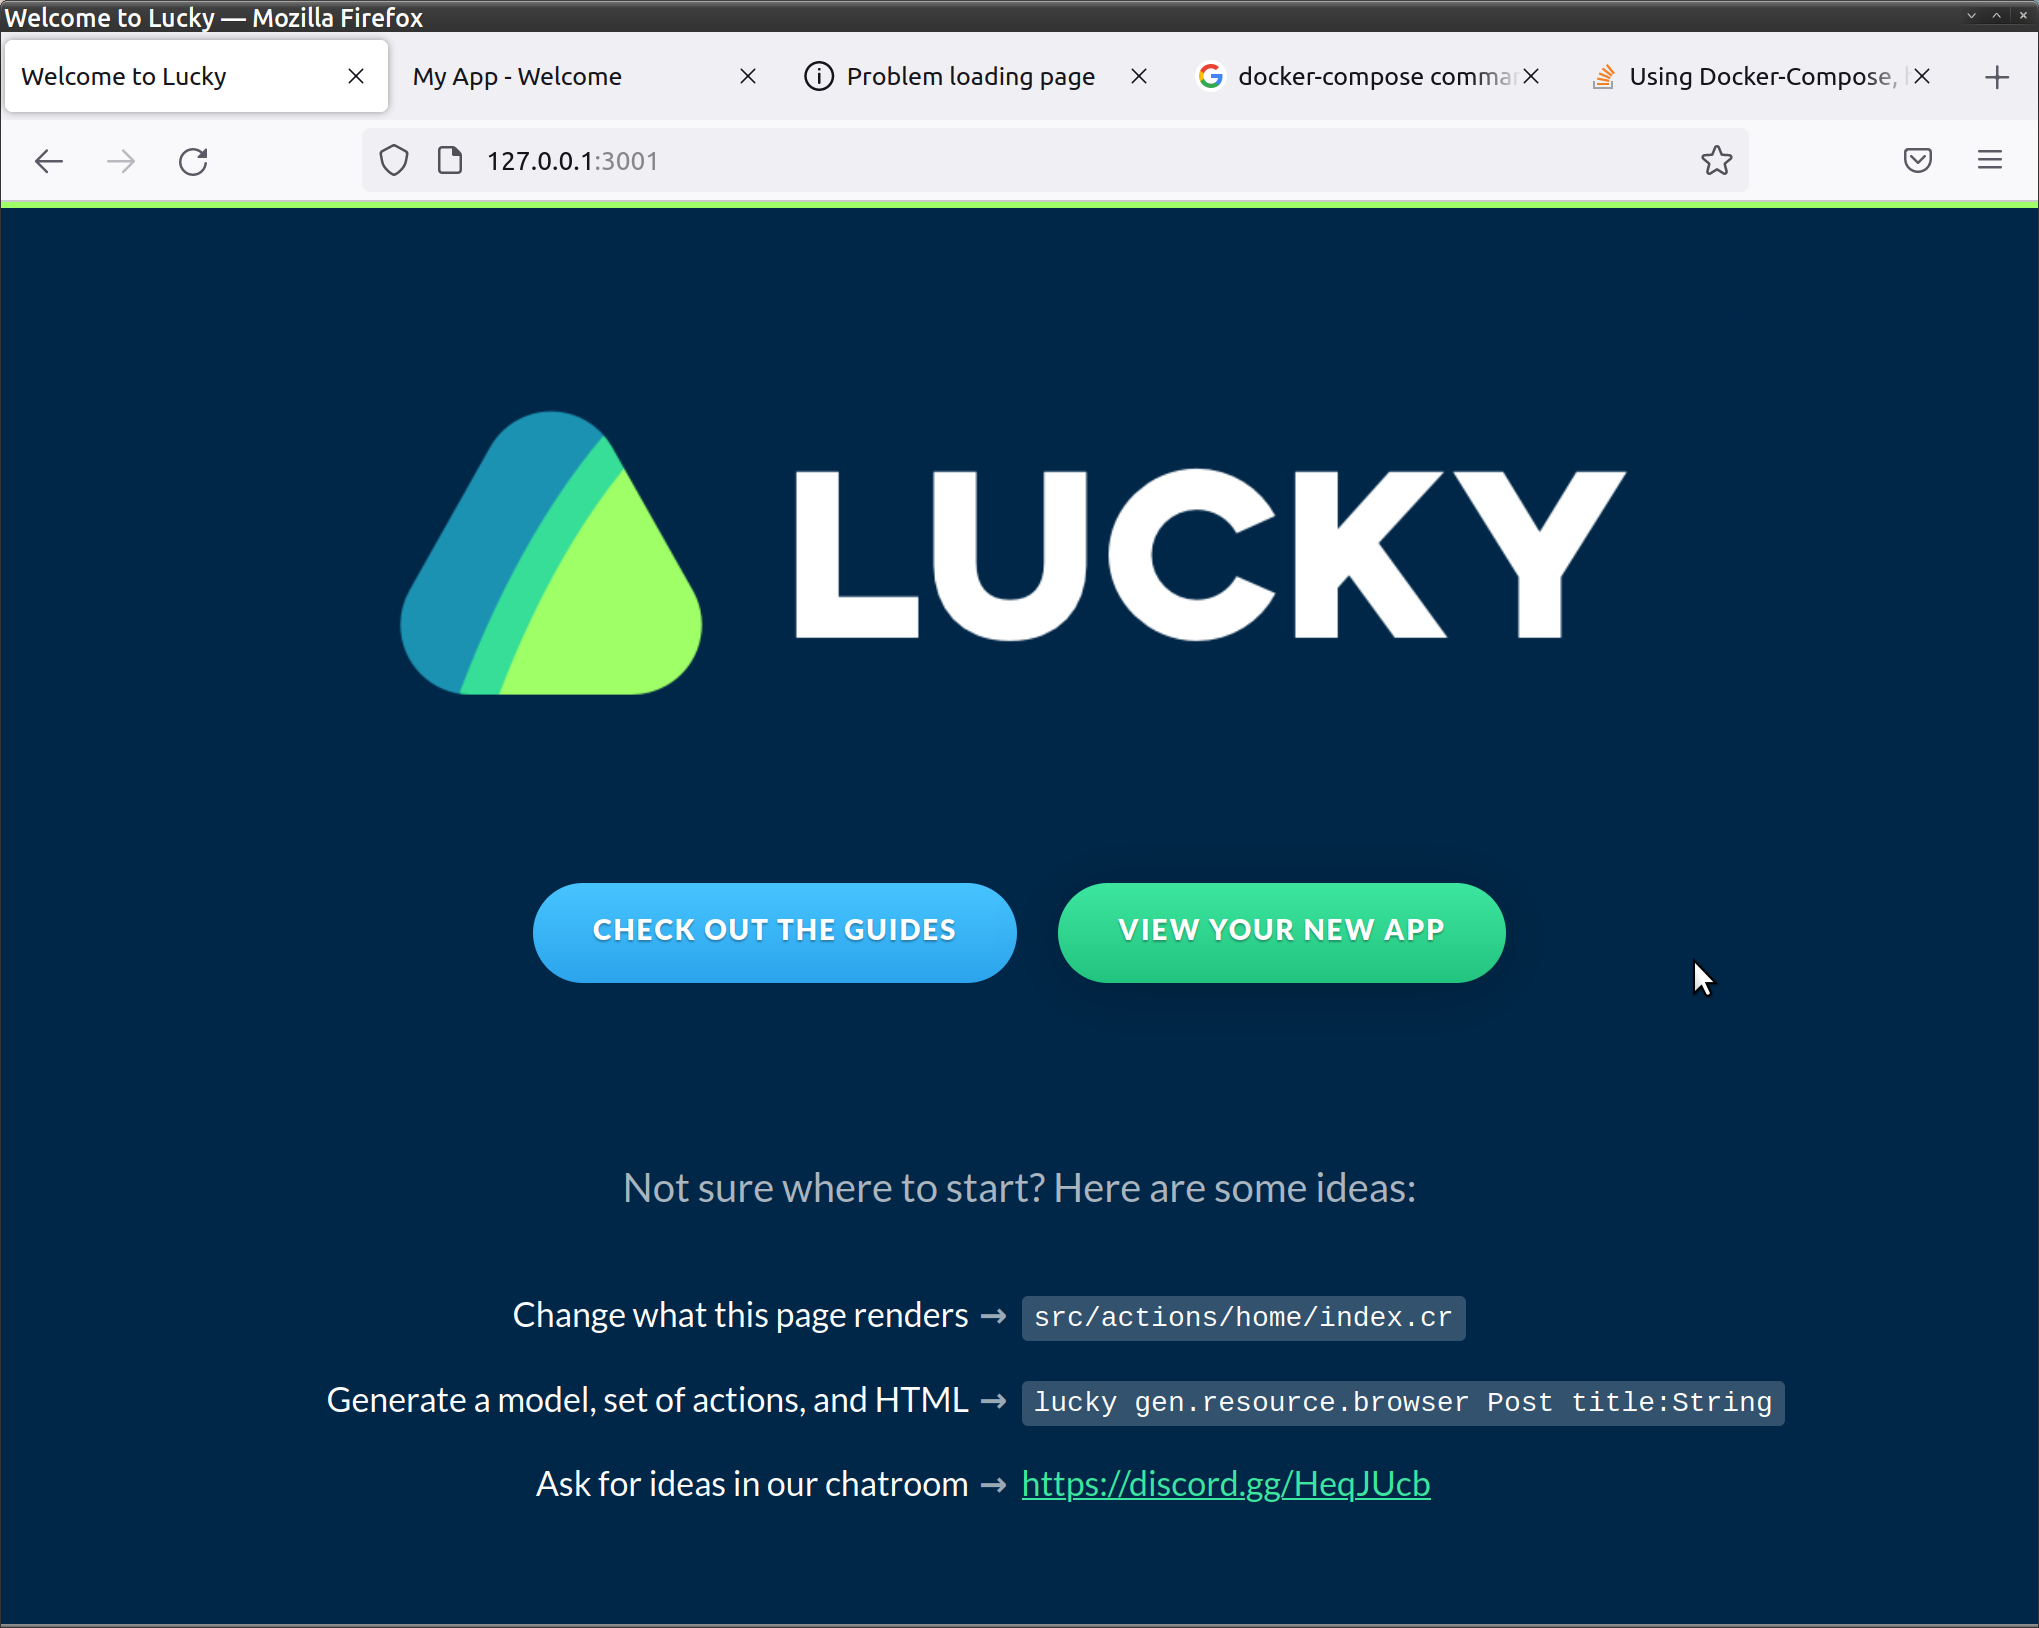 Welcome to Lucky — Mozilla Firefox
Welcome to Lucky
My App - Welcome
Problem loading page
docker-compose comma
Using Docker-Compose,
127.0.0.1:3001
LUCKY
CHECK OUT THE GUIDES
VIEW YOUR NEW APP
Not sure where to start? Here are some ideas:
Change what this page renders → src/actions/home/index.cr
Generate a model, set of actions, and HTML → lucky gen.resource.browser Post title:String
Ask for ideas in our chatroom → https://discord.gg/HeqJUcb